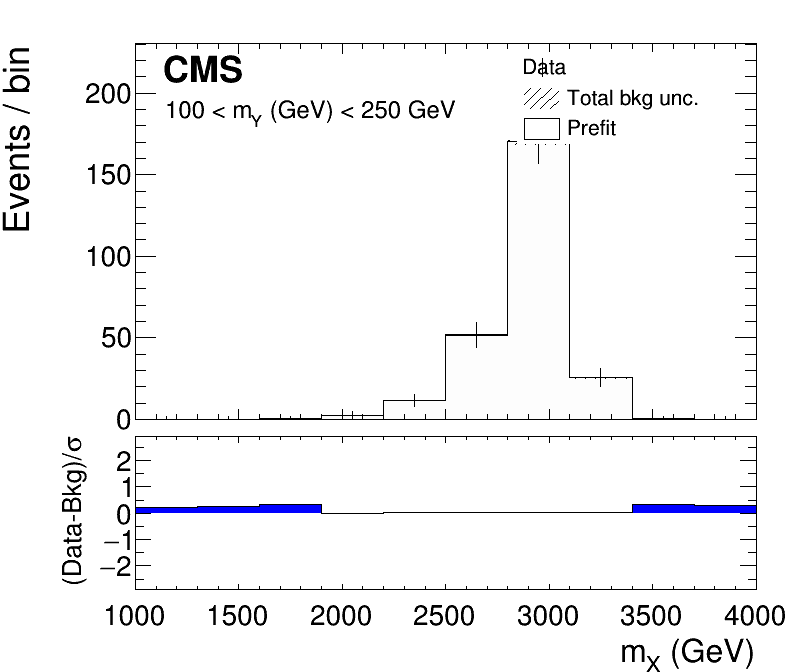 CMS
100 < mY (GeV) < 250 GeV
Data
Total bkg unc.
Prefit
Events / bin
200
150
100
50
0
(Data-Bkg)/σ
2
1
0
−1
−2
1000 1500 2000 2500 3000 3500 4000
mX (GeV)